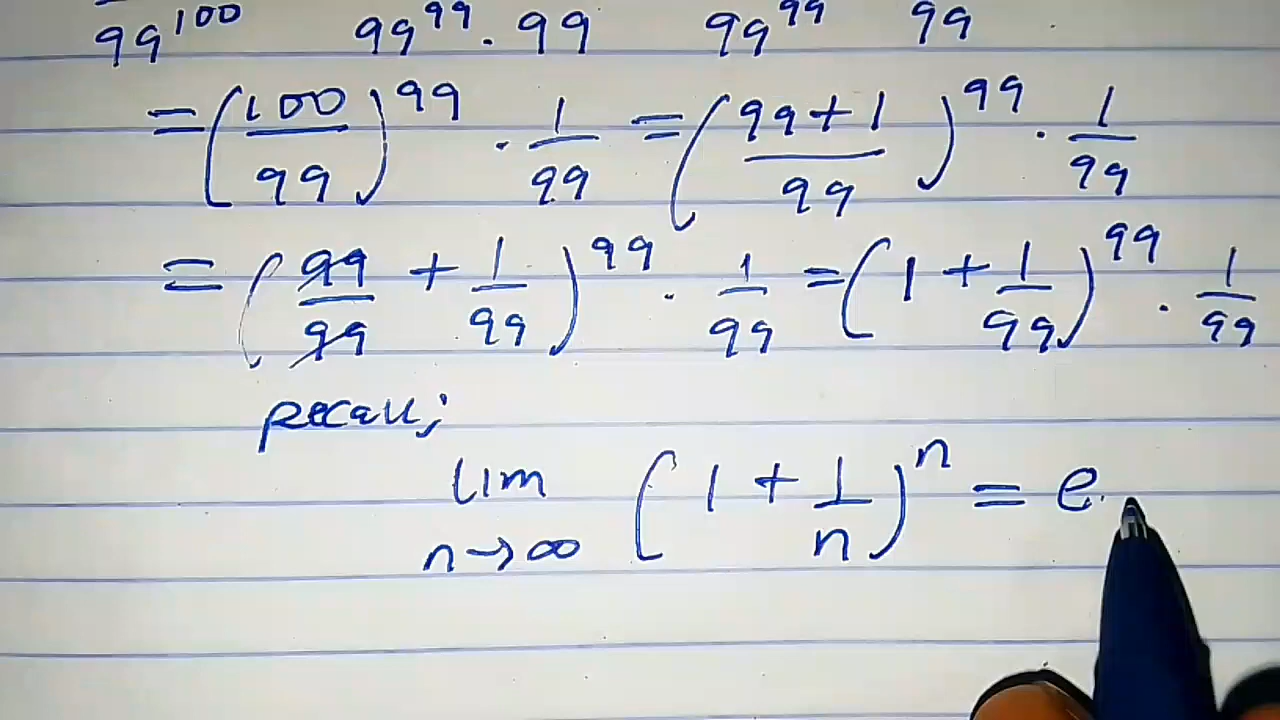 99^100 99^99 . 99 99^99 99
= (100/99)^99 . 1/99 = (99+1/99)^99 . 1/99
= (99/99 + 1/99)^99 . 1/99 = (1 + 1/99)^99 . 1/99
recall;
lim n→∞ (1 + 1/n)^n = e